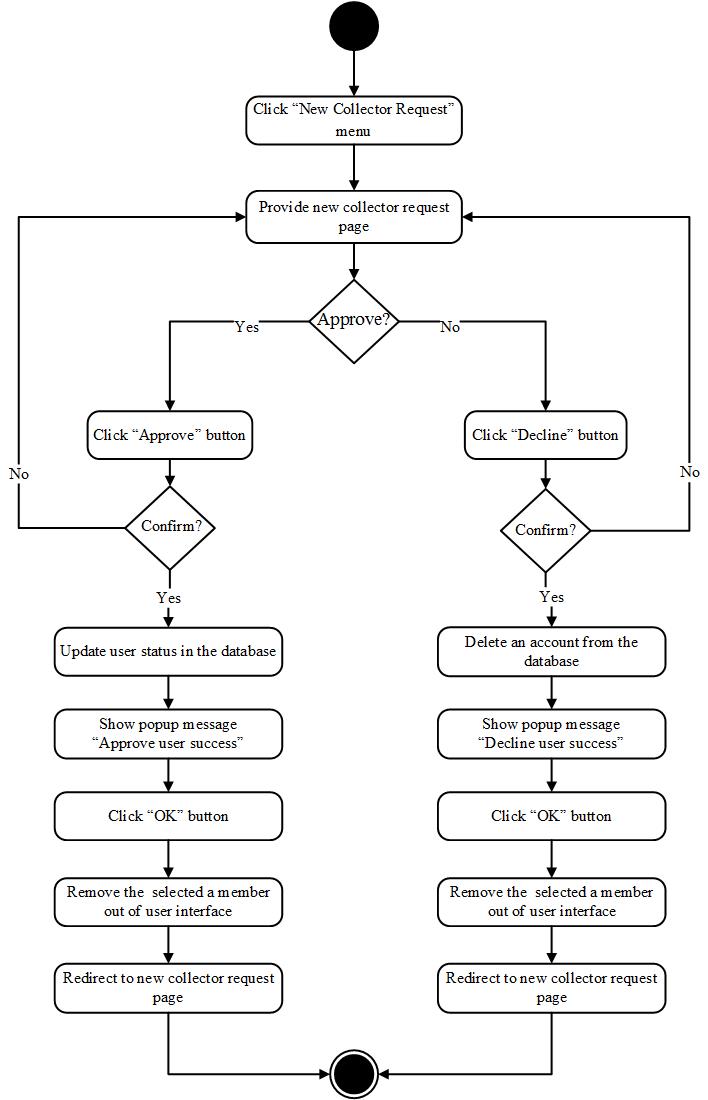 Click “New Collector Request”
menu
Provide new collector request
page
Approve?
Yes
No
Click “Approve” button
Click “Decline” button
No
No
Confirm?
Confirm?
Yes
Yes
Update user status in the database
Delete an account from the
database
Show popup message
“Approve user success”
Show popup message
“Decline user success”
Click “OK” button
Click “OK” button
Remove the  selected a member
out of user interface
Remove the  selected a member
out of user interface
Redirect to new collector request
page
Redirect to new collector request
page